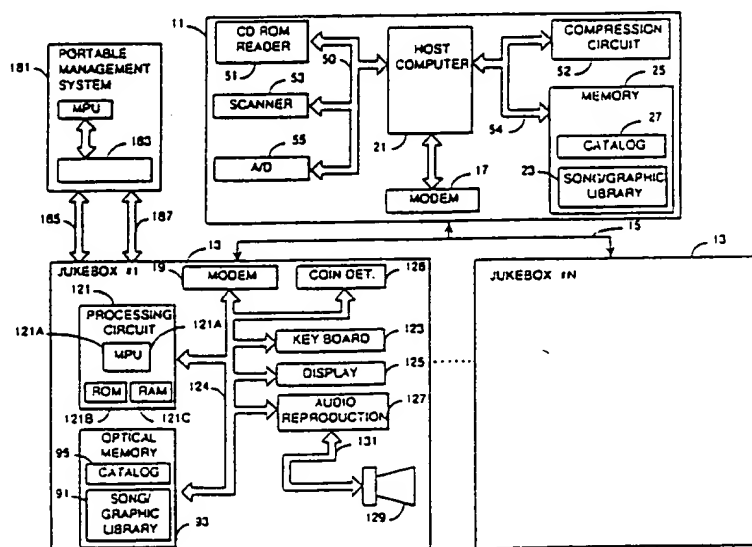 11
CD ROM
READER
51
50
HOST
COMPUTER
21
COMPRESSION
CIRCUIT
52
25
SCANNER
53
A/D
55
MODEM
17
54
MEMORY
27
CATALOG
23
SONG/GRAPHIC
LIBRARY
181
PORTABLE
MANAGEMENT
SYSTEM
MPU
183
185
187
15
13
JUKEBOX #1
19
MODEM
COIN DET.
126
121
PROCESSING
CIRCUIT
121A
MPU
121A
ROM
RAM
121B
121C
124
KEY BOARD
123
DISPLAY
125
AUDIO
REPRODUCTION
127
131
129
OPTICAL
MEMORY
95
CATALOG
91
SONG/
GRAPHIC
LIBRARY
93
13
JUKEBOX #N